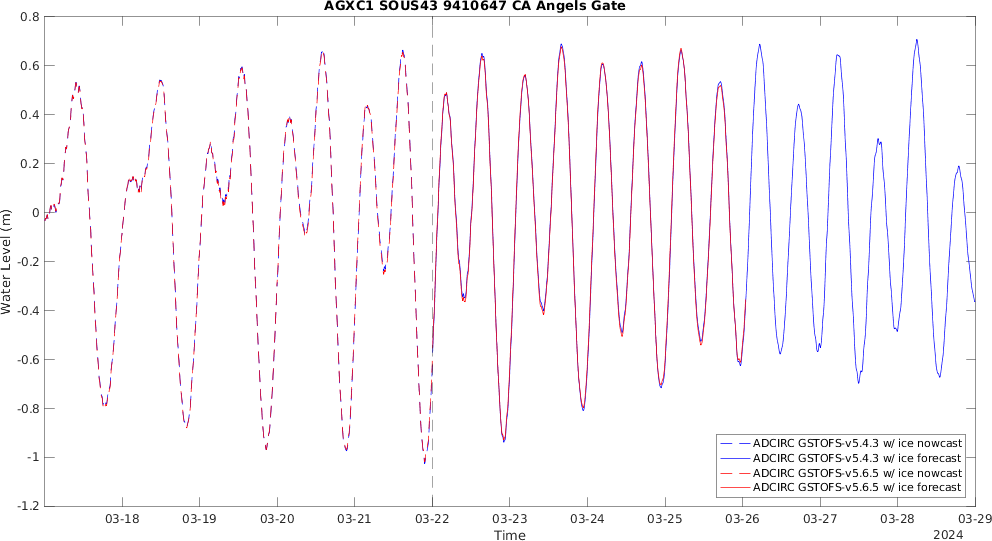 AGXC1 SOUS43 9410647 CA Angels Gate
0.8
0.6
0.4
0.2
0
-0.2
-0.4
-0.6
-0.8
-1
-1.2
Water Level (m)
ADCIRC GSTOFS-v5.4.3 w/ ice nowcast
ADCIRC GSTOFS-v5.4.3 w/ ice forecast
ADCIRC GSTOFS-v5.6.5 w/ ice nowcast
ADCIRC GSTOFS-v5.6.5 w/ ice forecast
03-18 03-19 03-20 03-21 03-22 03-23 03-24 03-25 03-26 03-27 03-28 03-29
Time
2024